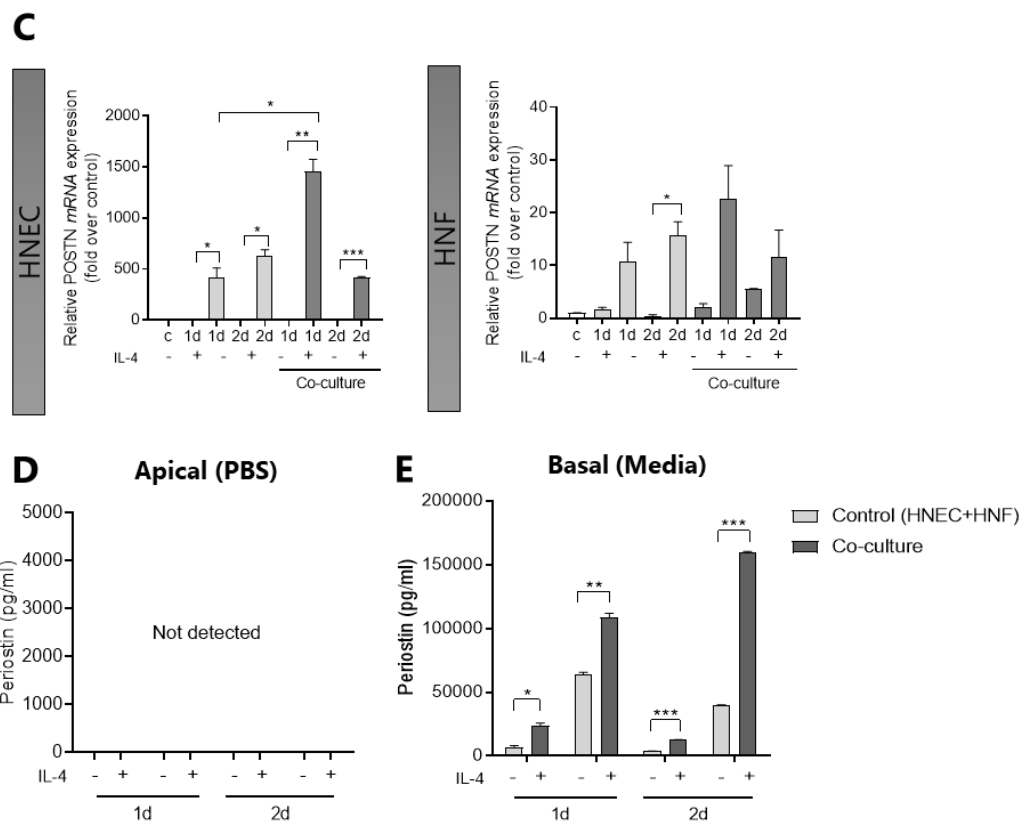 C
HNEC
Relative POSTN mRNA expression
(fold over control)
2000
1500
1000
500
0
*
*
*
**
***
c 1d 1d 2d 2d 1d 1d 2d 2d
IL-4 - + - + - + - +
Co-culture
HNF
Relative POSTN mRNA expression
(fold over control)
40
30
20
10
0
*
c 1d 1d 2d 2d 1d 1d 2d 2d
IL-4 - + - + - + - +
Co-culture
D
Apical (PBS)
Periostin (pg/ml)
5000
4000
3000
2000
1000
0
Not detected
IL-4 - + - + - + - +
1d 2d
E
Basal (Media)
Periostin (pg/ml)
200000
150000
100000
50000
0
*
**
***
***
IL-4 - + - + - + - +
1d 2d
Control (HNEC+HNF)
Co-culture